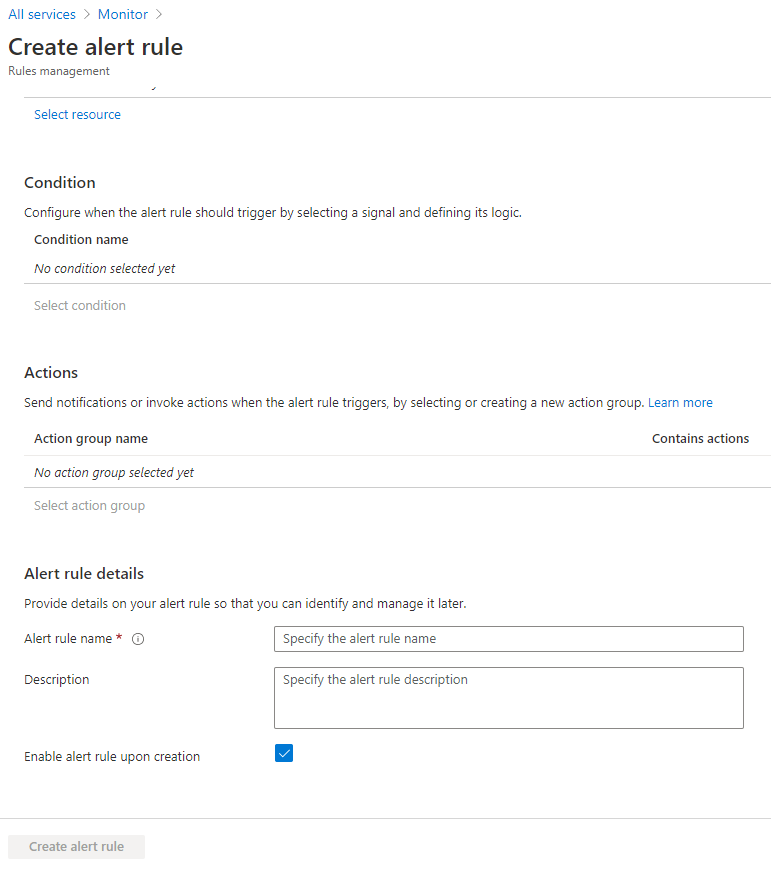 All services > Monitor >
Create alert rule
Rules management
Select resource
Condition
Configure when the alert rule should trigger by selecting a signal and defining its logic.
Condition name
No condition selected yet
Select condition
Actions
Send notifications or invoke actions when the alert rule triggers, by selecting or creating a new action group. Learn more
Action group name Contains actions
No action group selected yet
Select action group
Alert rule details
Provide details on your alert rule so that you can identify and manage it later.
Alert rule name * Specify the alert rule name
Description Specify the alert rule description
Enable alert rule upon creation
Create alert rule